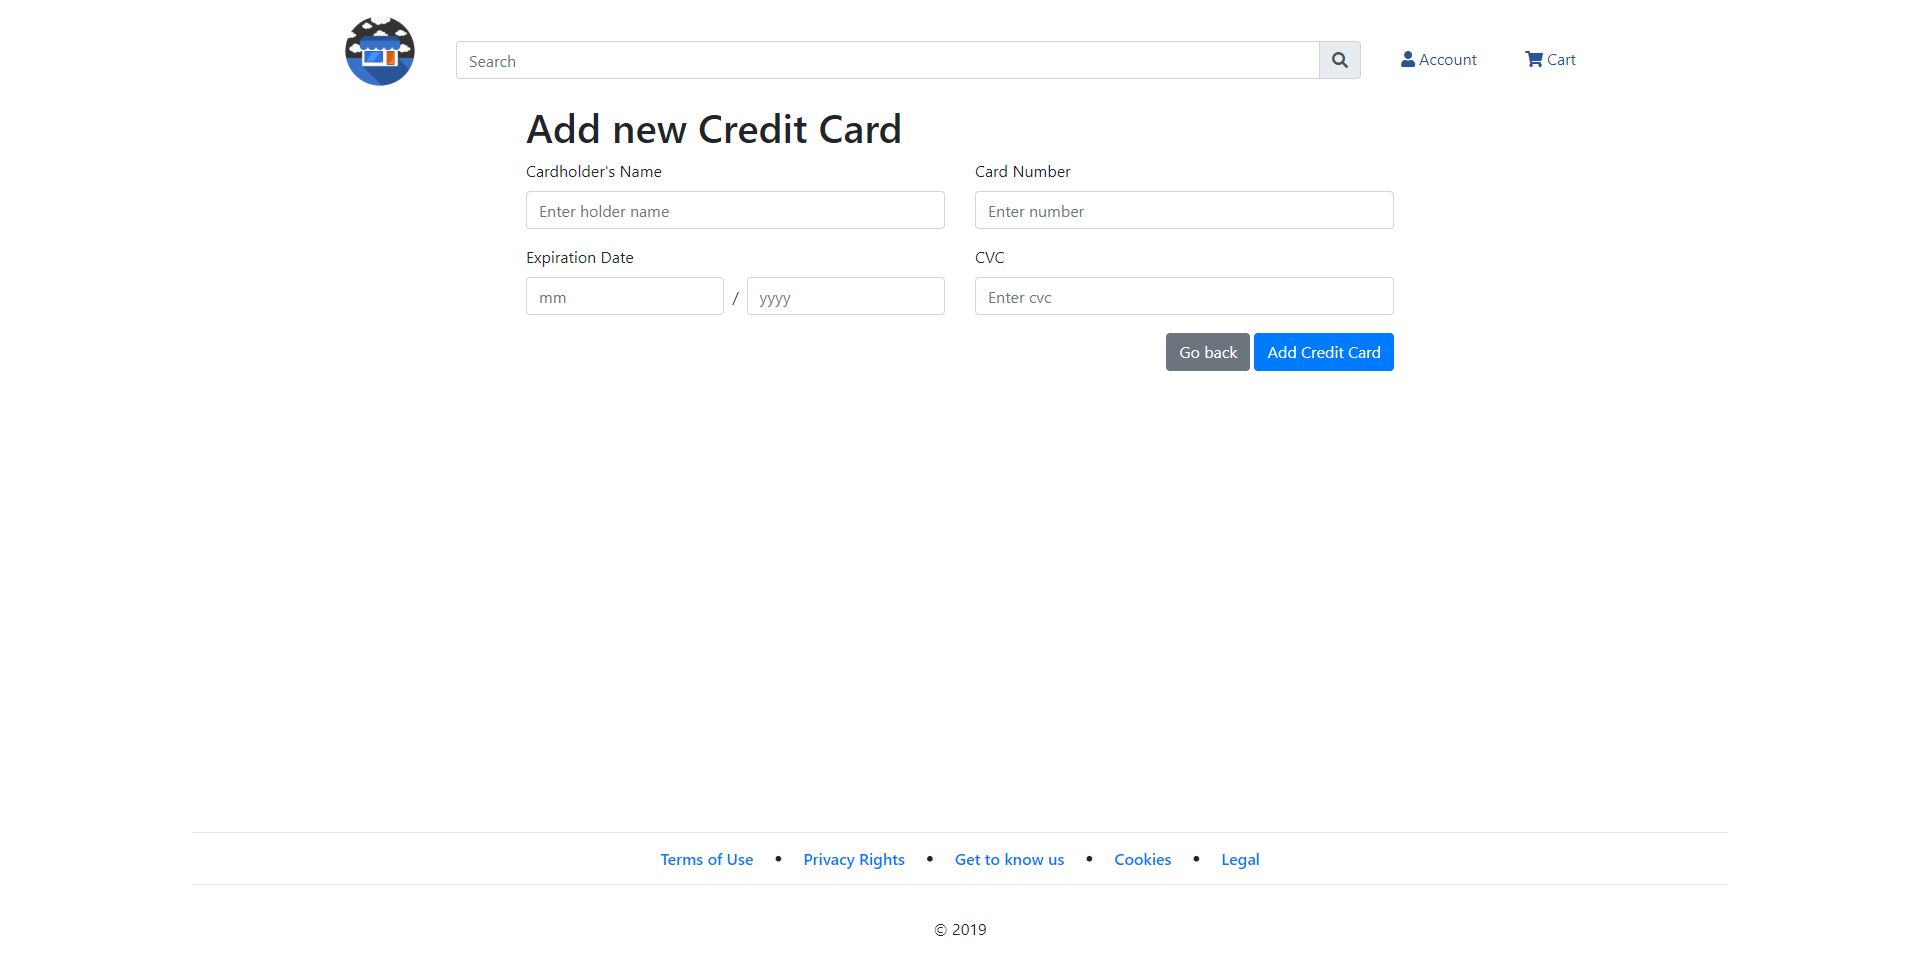 Search
Account
Cart
Add new Credit Card
Cardholder's Name
Card Number
Enter holder name
Enter number
Expiration Date
CVC
mm / yyyy
Enter cvc
Go back
Add Credit Card
Terms of Use • Privacy Rights • Get to know us • Cookies • Legal
© 2019